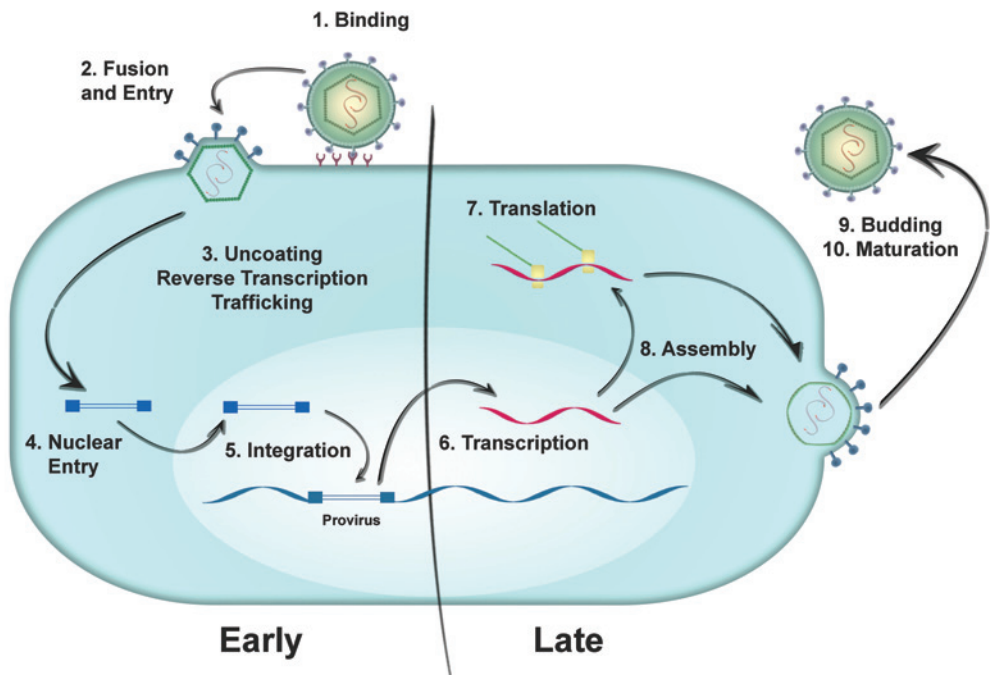 1. Binding
2. Fusion
and Entry
3. Uncoating
Reverse Transcription
Trafficking
4. Nuclear
Entry
5. Integration
Provirus
6. Transcription
7. Translation
8. Assembly
9. Budding
10. Maturation
Early
Late